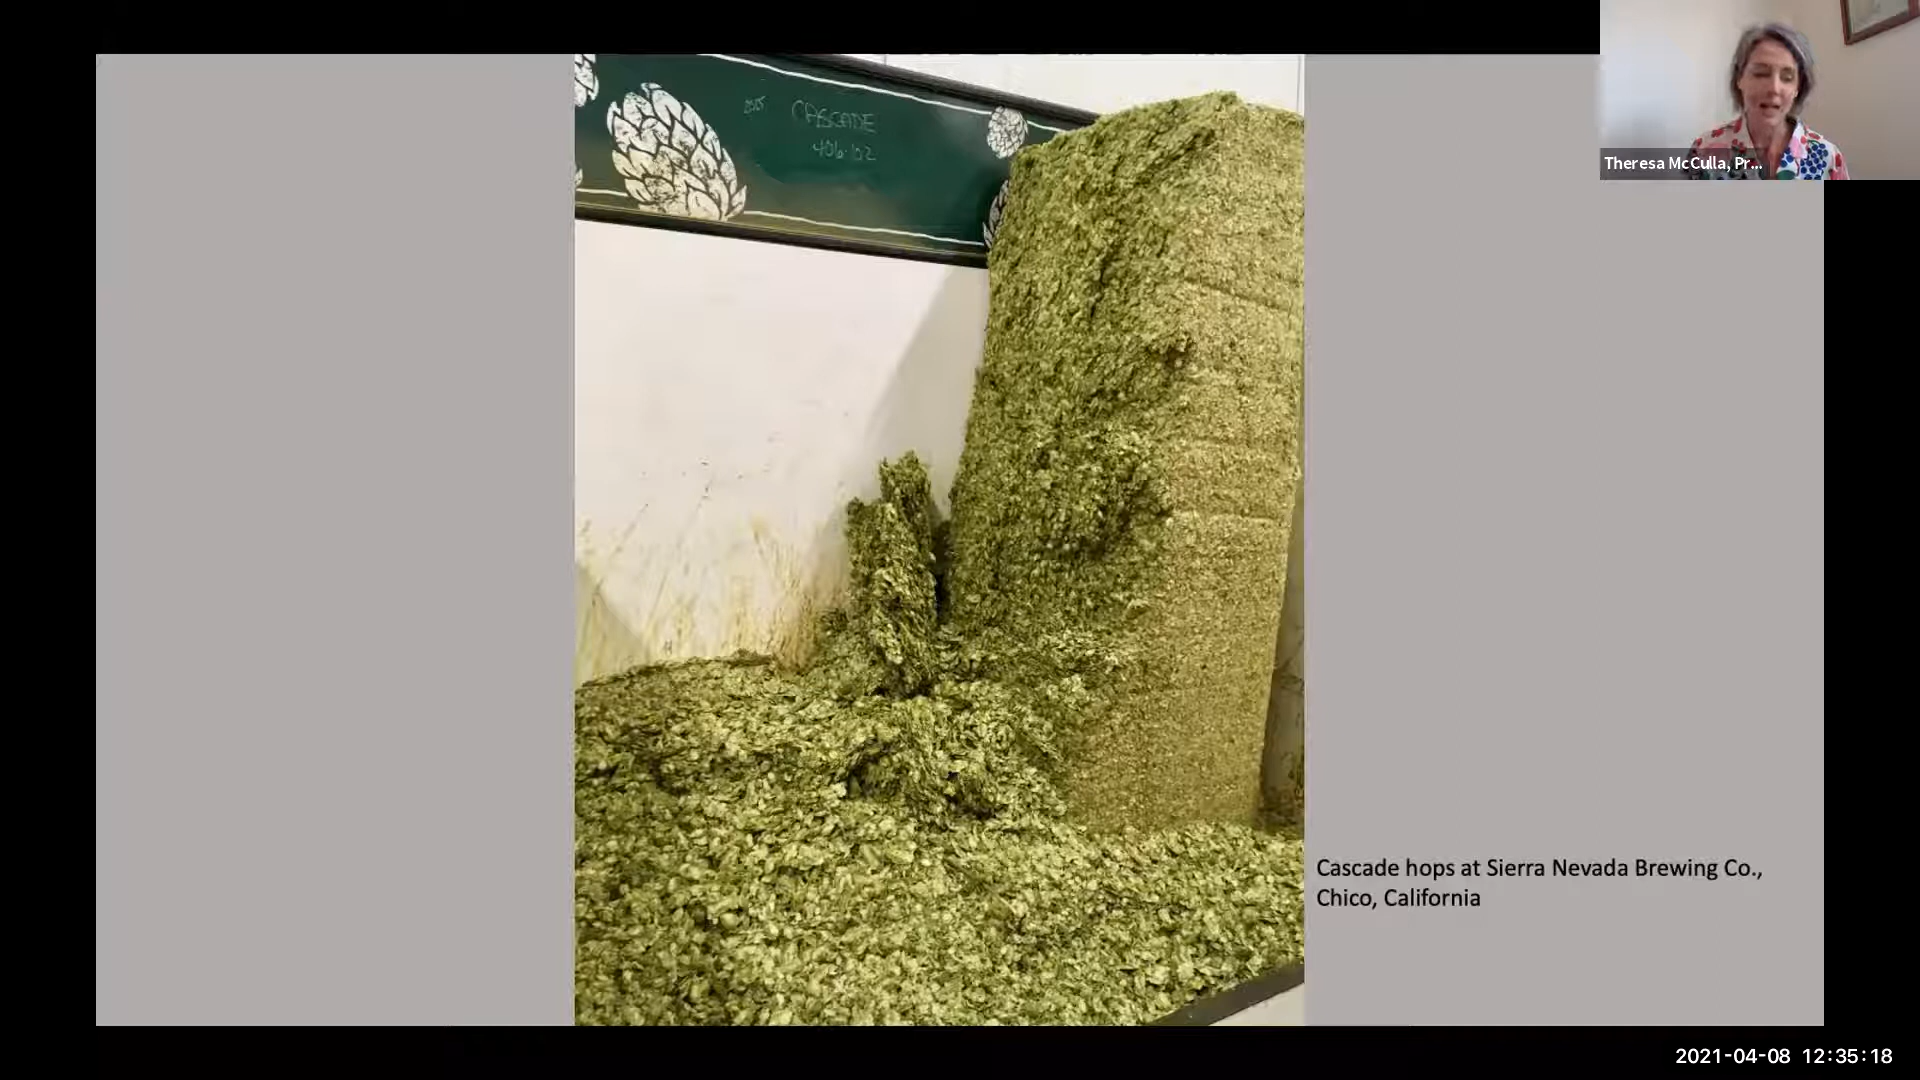 CASCADE
Theresa McCulla, Pr...
Cascade hops at Sierra Nevada Brewing Co.,
Chico, California
2021-04-08 12:35:18